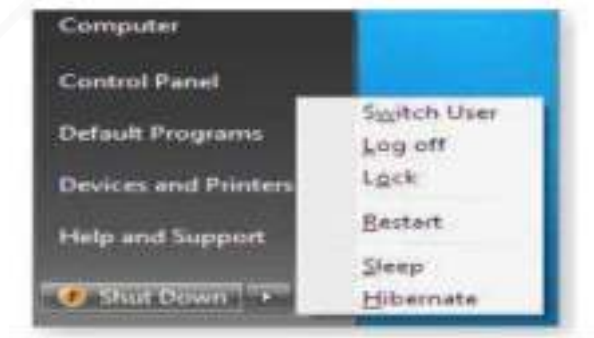 Computer
Control Panel
Default Programs
Devices and Printers
Help and Support
Shut Down
Switch User
Log off
Lock
Restart
Sleep
Hibernate